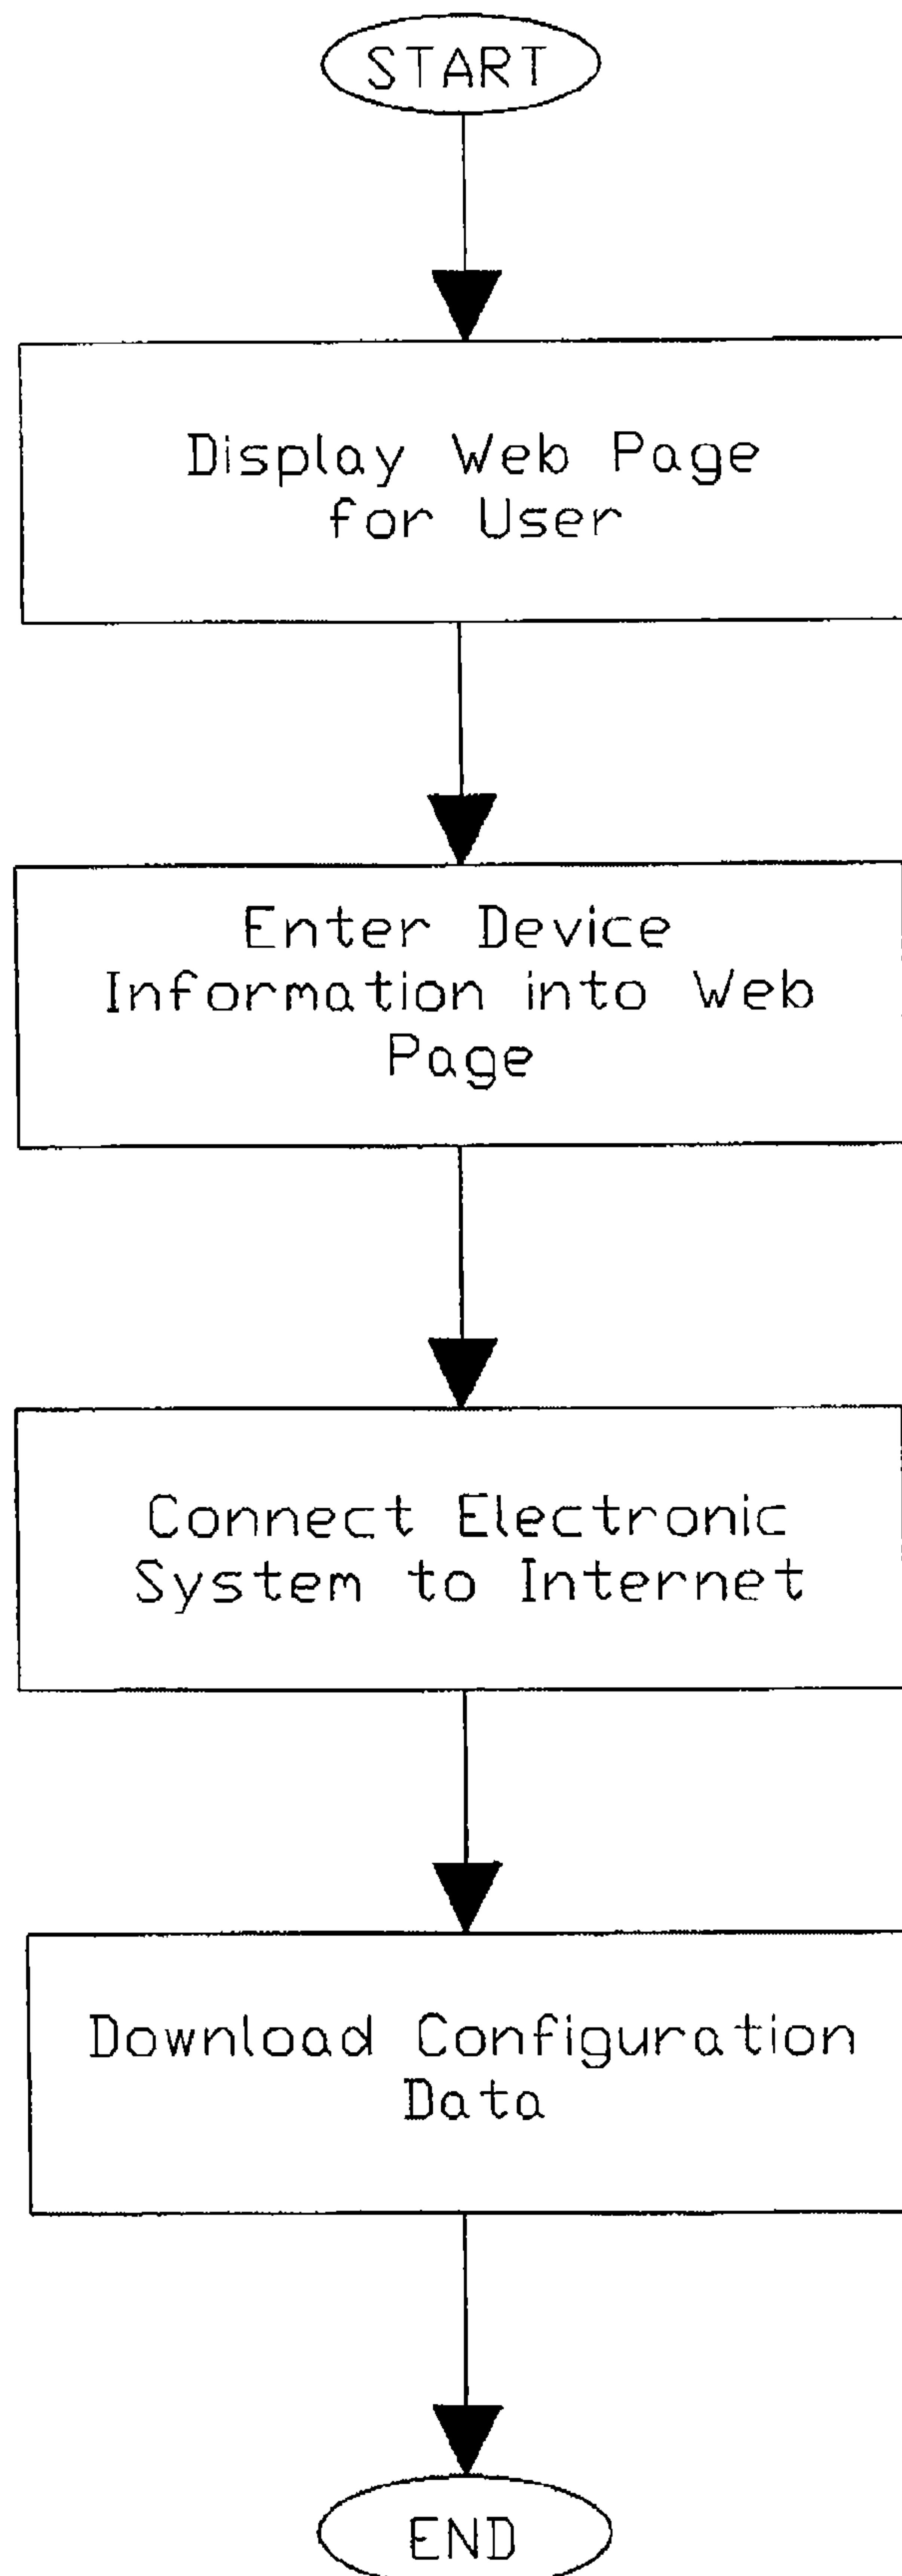 START
Display Web Page
for User
Enter Device
Information into Web
Page
Connect Electronic
System to Internet
Download Configuration
Data
END